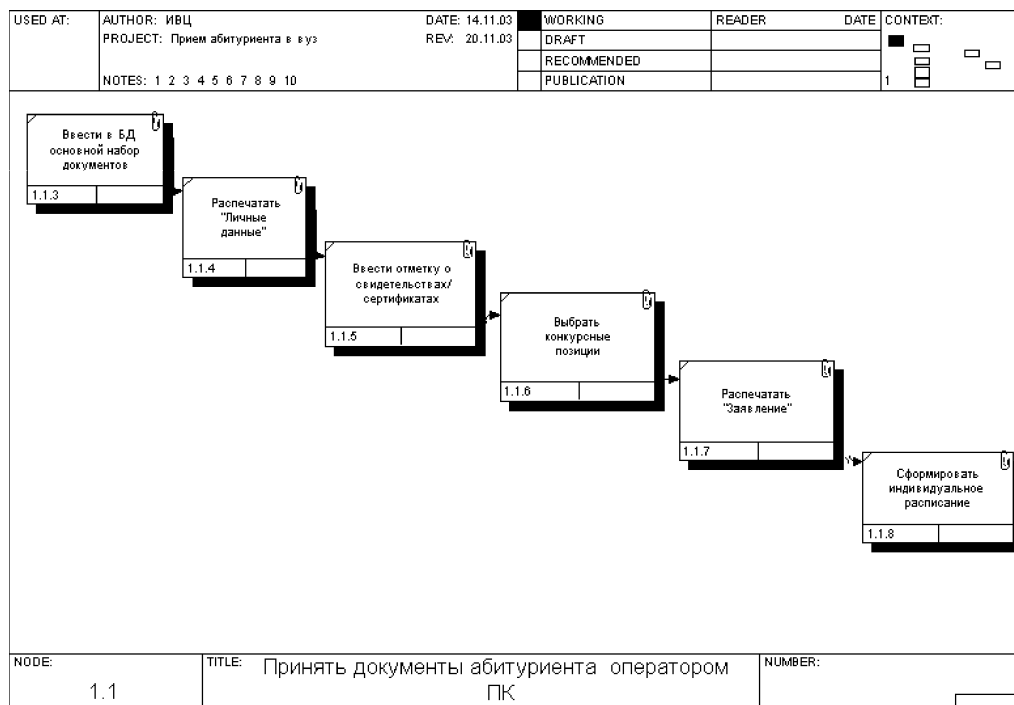 USED AT:
AUTHOR: ИВЦ
DATE: 14.11.03
WORKING
READER
DATE
CONTEXT:
PROJECT: Прием абитуриента в вуз
REV: 20.11.03
DRAFT
RECOMMENDED
NOTES: 1 2 3 4 5 6 7 8 9 10
PUBLICATION
1
Ввести в БД
основной набор
документов
1.1.3
Распечатать
"Личные
данные"
1.1.4
Ввести отметку о
свидетельствах/
сертификатах
1.1.5
Выбрать
конкурсные
позиции
1.1.6
Распечатать
"Заявление"
1.1.7
Сформировать
индивидуальное
расписание
1.1.8
NODE:
1.1
TITLE:
Принять документы абитуриента оператором
ПК
NUMBER: